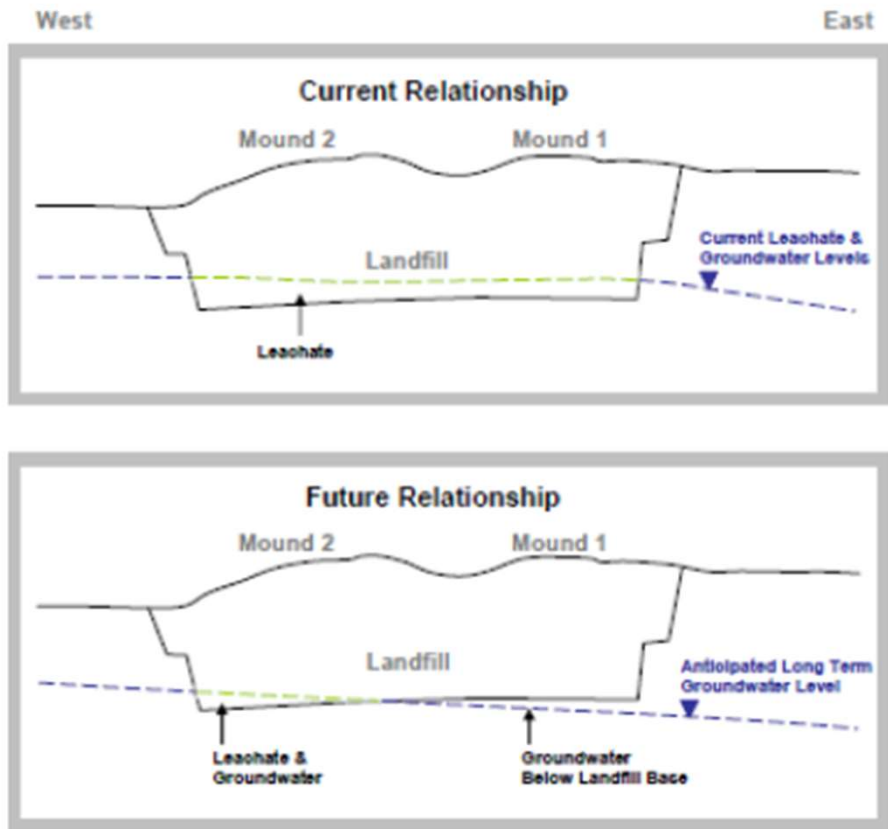 West
East
Current Relationship
Mound 2
Mound 1
Current Leachate &
Groundwater Levels
Landfill
Leachate
Future Relationship
Mound 2
Mound 1
Landfill
Anticipated Long Term
Groundwater Level
Leachate &
Groundwater
Groundwater
Below Landfill Base